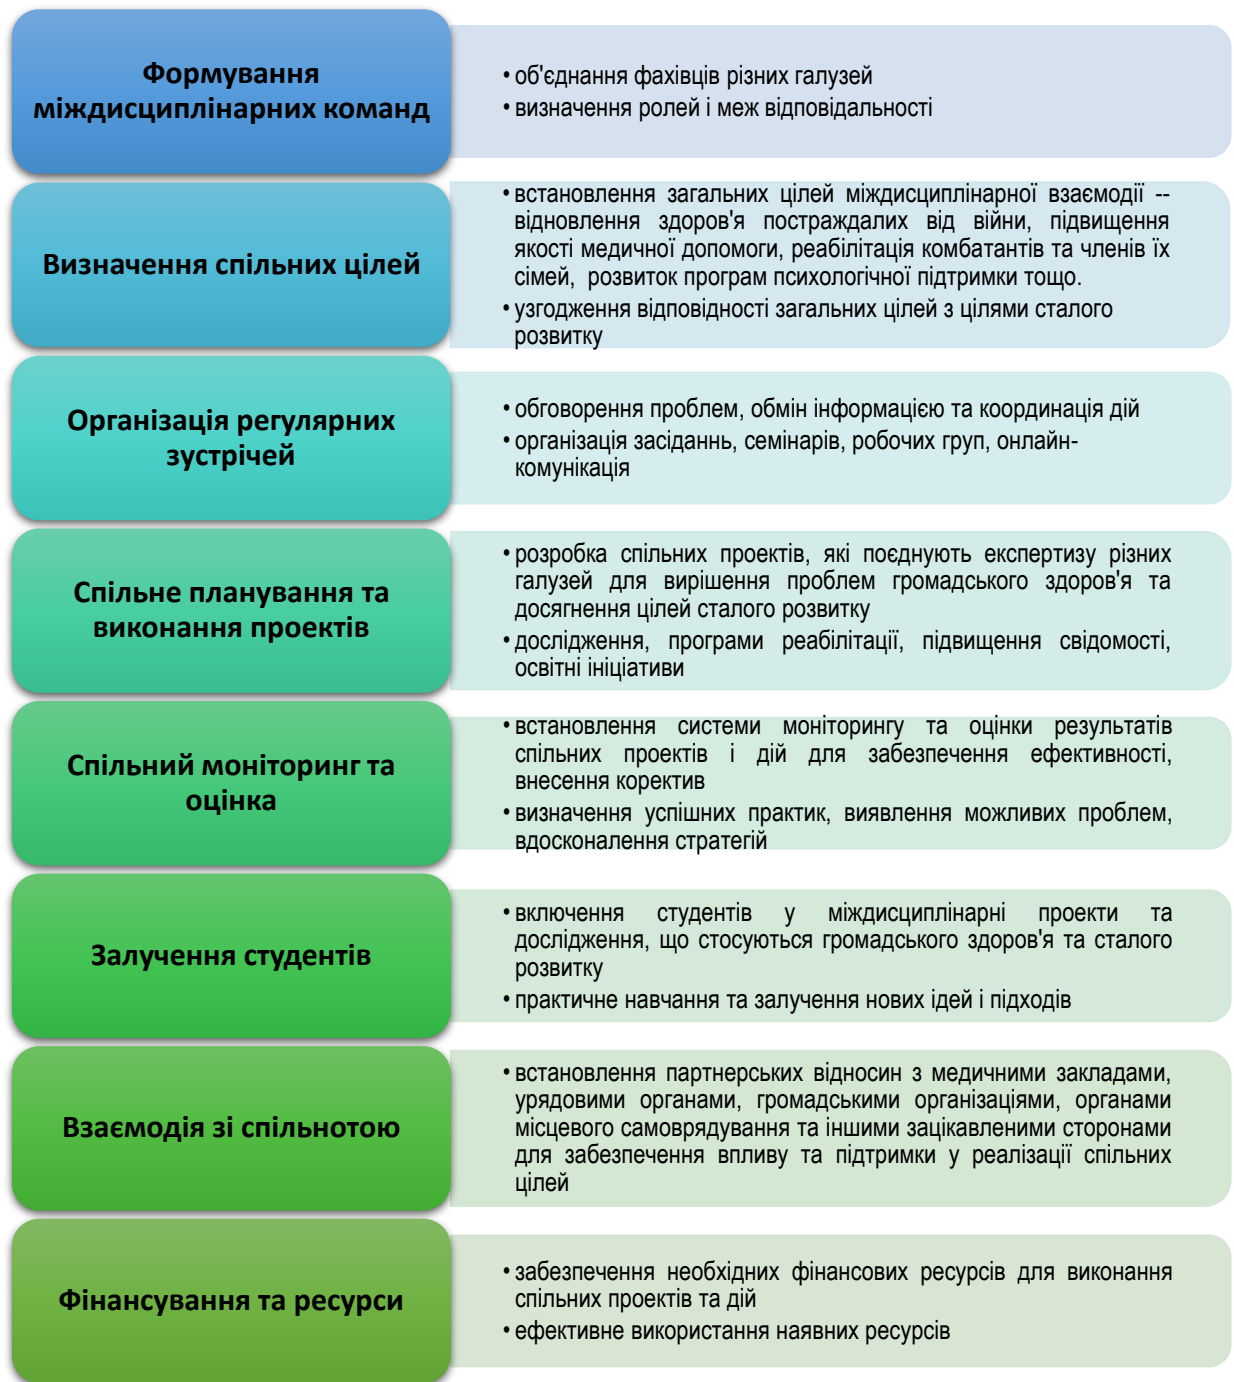 Формування
міждисциплінарних команд
• об'єднання фахівців різних галузей
• визначення ролей і меж відповідальності
Визначення спільних цілей
• встановлення загальних цілей міждисциплінарної взаємодії --
відновлення здоров'я постраждалих від війни, підвищення
якості медичної допомоги, реабілітація комбатантів та членів їх
сімей, розвиток програм психологічної підтримки тощо.
• узгодження відповідності загальних цілей з цілями сталого
розвитку
Організація регулярних
зустрічей
• обговорення проблем, обмін інформацією та координація дій
• організація засіданнь, семінарів, робочих груп, онлайн-
комунікація
Спільне планування та
виконання проектів
• розробка спільних проектів, які поєднують експертизу різних
галузей для вирішення проблем громадського здоров'я та
досягнення цілей сталого розвитку
• дослідження, програми реабілітації, підвищення свідомості,
освітні ініціативи
Спільний моніторинг та
оцінка
• встановлення системи моніторингу та оцінки результатів
спільних проектів і дій для забезпечення ефективності,
внесення коректив
• визначення успішних практик, виявлення можливих проблем,
вдосконалення стратегій
Залучення студентів
• включення студентів у міждисциплінарні проекти та
дослідження, що стосуються громадського здоров'я та сталого
розвитку
• практичне навчання та залучення нових ідей і підходів
Взаємодія зі спільнотою
• встановлення партнерських відносин з медичними закладами,
урядовими органами, громадськими організаціями, органами
місцевого самоврядування та іншими зацікавленими сторонами
для забезпечення впливу та підтримки у реалізації спільних
цілей
Фінансування та ресурси
• забезпечення необхідних фінансових ресурсів для виконання
спільних проектів та дій
• ефективне використання наявних ресурсів